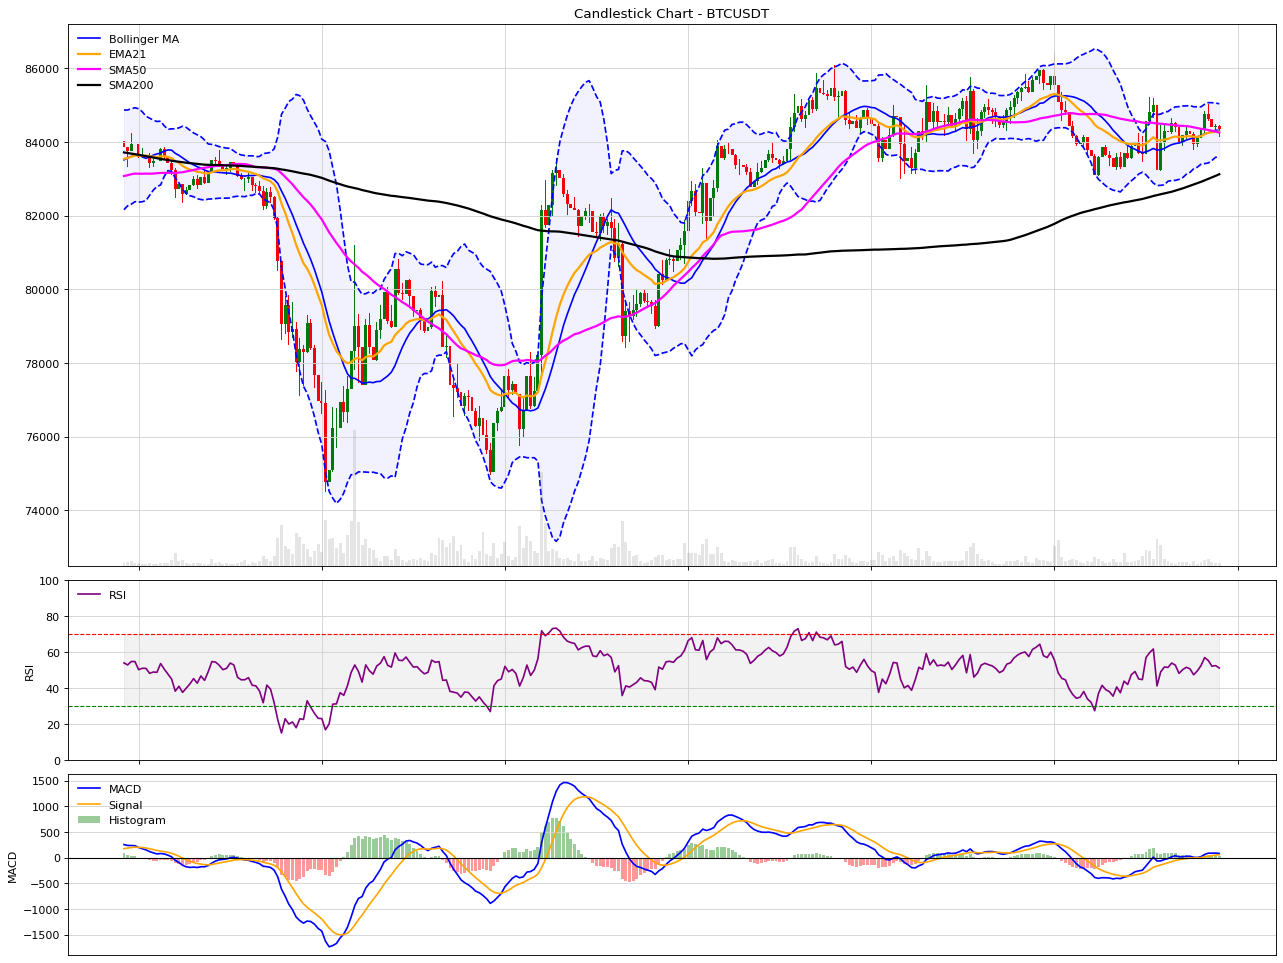 Candlestick Chart - BTCUSDT
Bollinger MA
EMA21
SMA50
SMA200
86000
84000
82000
80000
78000
76000
74000
100
80
60
40
20
0
RSI
RSI
1500
1000
500
0
−500
−1000
−1500
MACD
MACD
Signal
Histogram